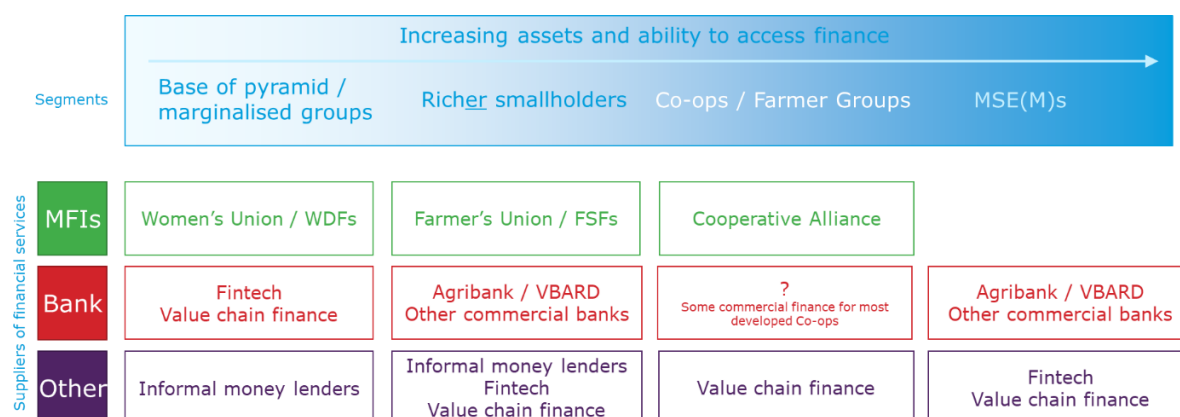 Increasing assets and ability to access finance
Segments
Base of pyramid /
marginalised groups
Richer smallholders
Co-ops / Farmer Groups
MSE(M)s
Suppliers of financial services
MFIs
Women's Union / WDFs
Farmer's Union / FSFs
Cooperative Alliance
Bank
Fintech
Value chain finance
Agribank / VBARD
Other commercial banks
?
Some commercial finance for most
developed Co-ops
Agribank / VBARD
Other commercial banks
Other
Informal money lenders
Informal money lenders
Fintech
Value chain finance
Value chain finance
Fintech
Value chain finance